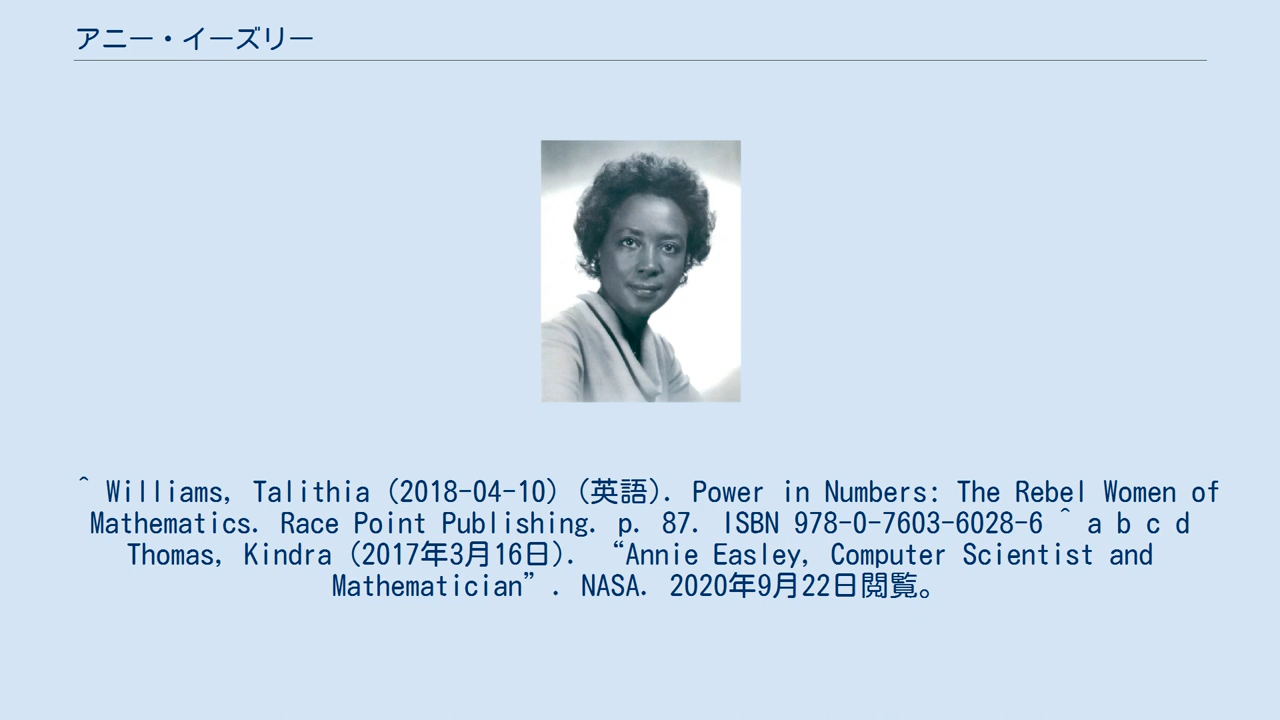 アニー・イーズリー
^ Williams, Talithia (2018-04-10) (英語). Power in Numbers: The Rebel Women of
Mathematics. Race Point Publishing. p. 87. ISBN 978-0-7603-6028-6 ^ a b c d
Thomas, Kindra (2017年3月16日). “Annie Easley, Computer Scientist and
Mathematician”. NASA. 2020年9月22日閲覧。